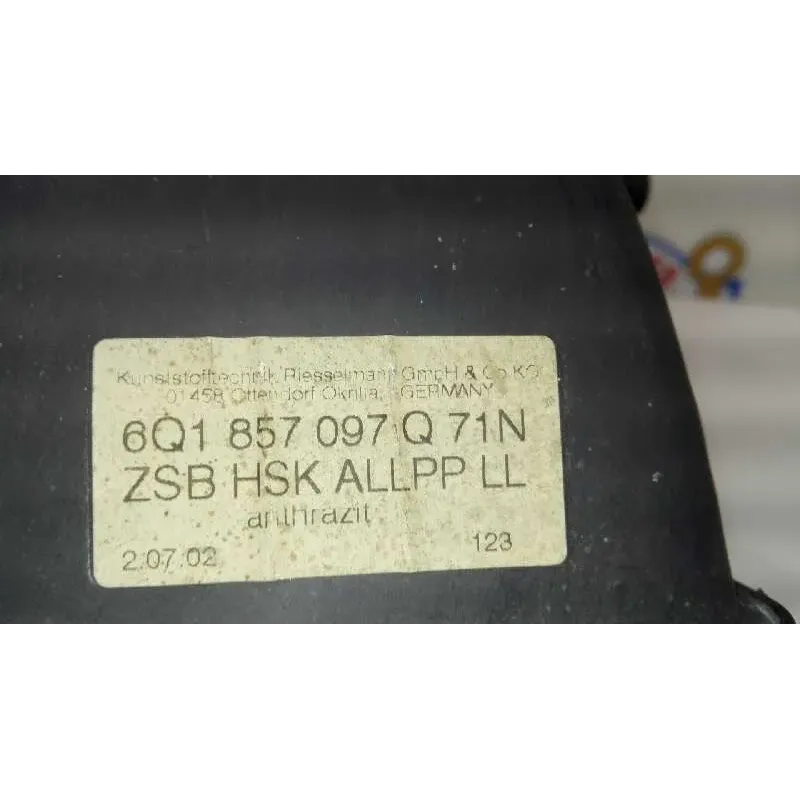 Kunststofftechnik Riesselmann GmbH & Co.KG
01458 Ottendorf Okrilla, GERMANY
6Q1 857 097 Q 71N
ZSB HSK ALLPP LL
anthrazit
2.07.02 123